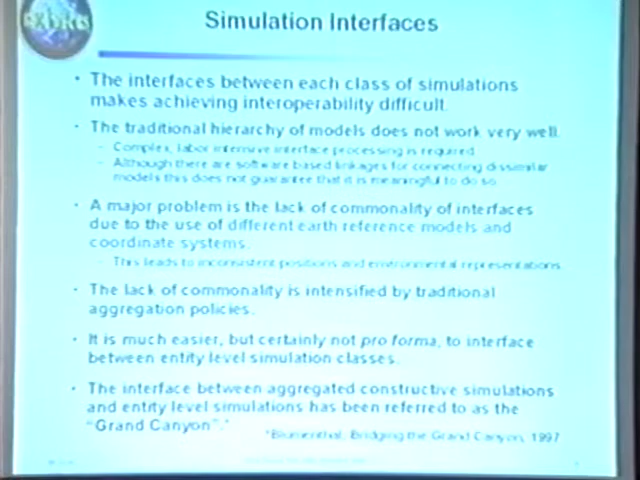 Simulation Interfaces
• The interfaces between each class of simulations
makes achieving interoperability difficult.
• The traditional hierarchy of models does not work very well.
- Complex, labor intensive interface processing is required
- Although there are software based linkages for connecting dissimilar
models this does not guarantee that it is meaningful to do so
• A major problem is the lack of commonality of interfaces
due to the use of different earth reference models and
coordinate systems.
- This leads to inconsistent positions and environmental representations
• The lack of commonality is intensified by traditional
aggregation policies.
• It is much easier, but certainly not pro forma, to interface
between entity level simulation classes.
• The interface between aggregated constructive simulations
and entity level simulations has been referred to as the
"Grand Canyon".*
*Blumenthal, Bridging the Grand Canyon, 1997